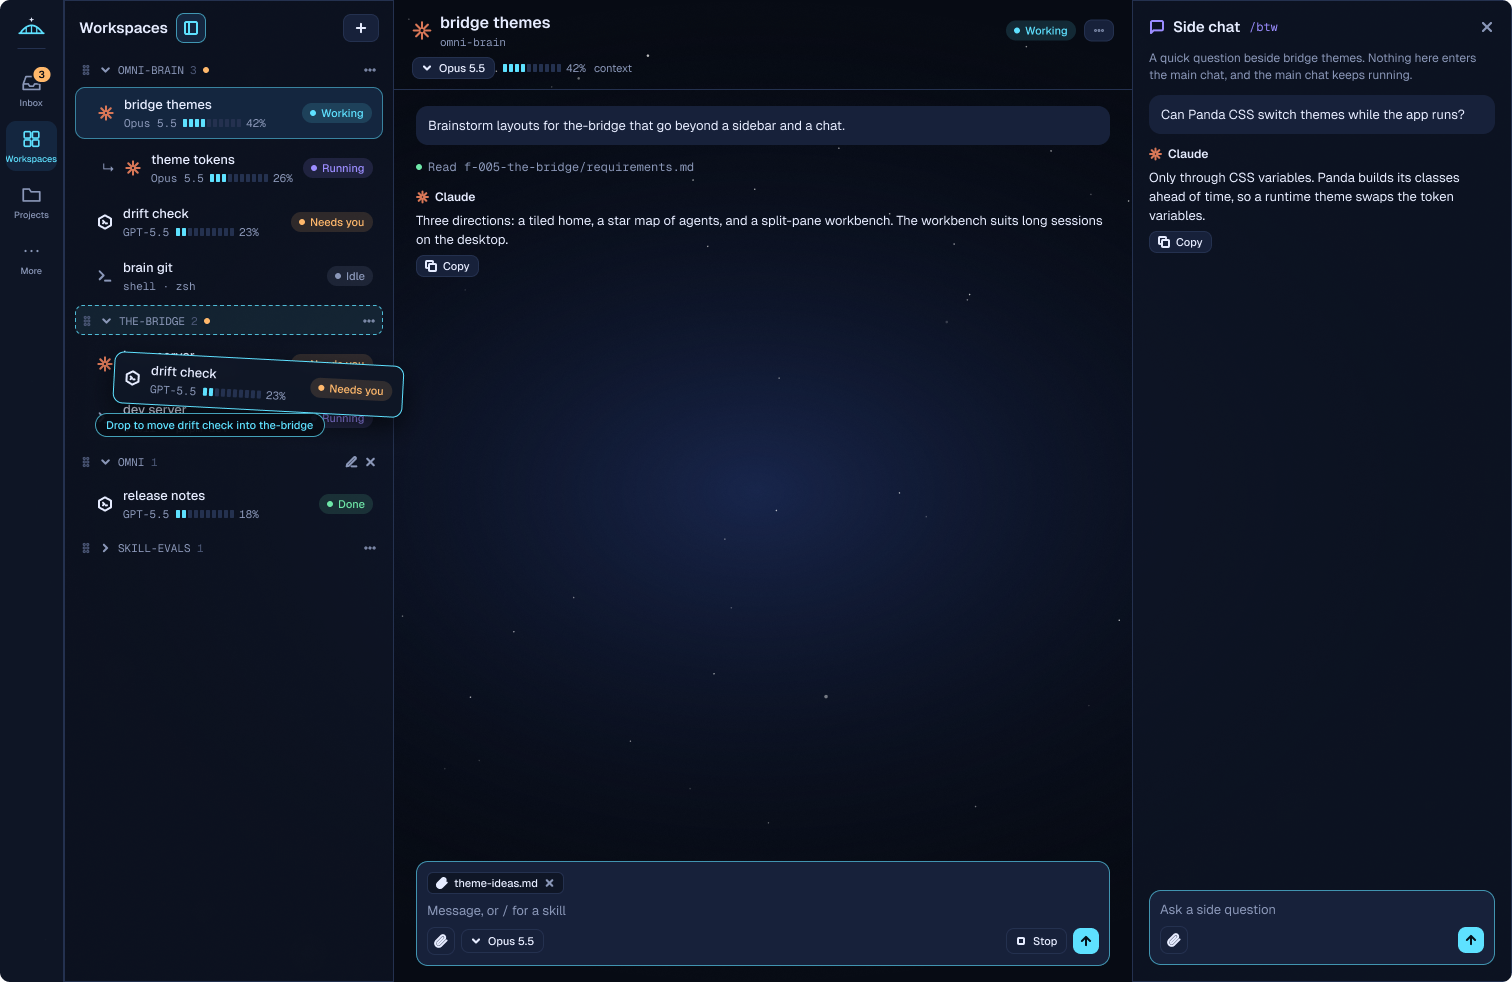 3
Inbox
Workspaces
Projects
More
Workspaces
OMNI-BRAIN 3
bridge themes
Opus 5.5 42%
Working
theme tokens
Opus 5.5 26%
Running
drift check
GPT-5.5 23%
Needs you
brain git
shell · zsh
Idle
THE-BRIDGE 2
drift check
GPT-5.5 23%
Needs you
dev server
Running
Drop to move drift check into the-bridge
OMNI 1
release notes
GPT-5.5 18%
Done
SKILL-EVALS 1
bridge themes
omni-brain
Working
Opus 5.5 42% context
Brainstorm layouts for the-bridge that go beyond a sidebar and a chat.
Read f-005-the-bridge/requirements.md
Claude
Three directions: a tiled home, a star map of agents, and a split-pane workbench. The workbench suits long sessions
on the desktop.
Copy
theme-ideas.md
Message, or / for a skill
Opus 5.5
Stop
Side chat /btw
A quick question beside bridge themes. Nothing here enters
the main chat, and the main chat keeps running.
Can Panda CSS switch themes while the app runs?
Claude
Only through CSS variables. Panda builds its classes
ahead of time, so a runtime theme swaps the token
variables.
Copy
Ask a side question